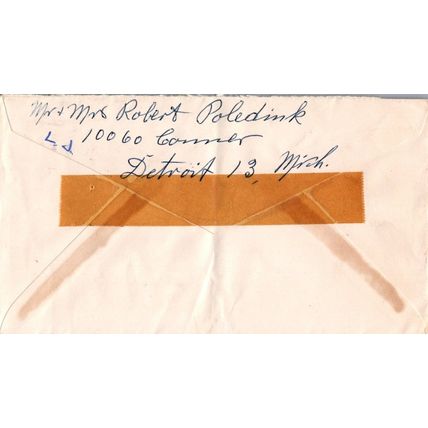 Mr + Mrs Robert Poledink
10060 Conner
Detroit 13, Mich.